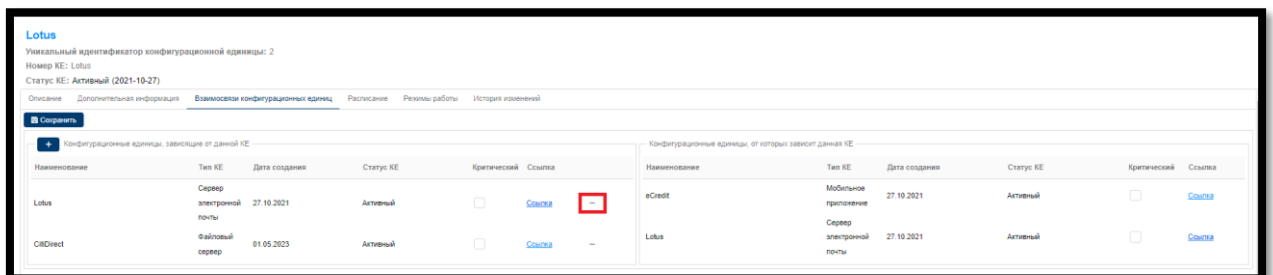 Lotus
Уникальный идентификатор конфигурационной единицы: 2
Номер КЕ: Lotus
Статус КЕ: Активный (2021-10-27)
Описание Дополнительная информация Взаимосвязи конфигурационных единиц Расписание Режимы работы История изменений
Сохранить
+ Конфигурационные единицы, зависящие от данной КЕ
Наименование Тип КЕ Дата создания Статус КЕ Критический Ссылка
Lotus Сервер электронной почты 27.10.2021 Активный Ссылка –
CitiDirect Файловый сервер 01.05.2023 Активный Ссылка –
Конфигурационные единицы, от которых зависит данная КЕ
Наименование Тип КЕ Дата создания Статус КЕ Критический Ссылка
eCredit Мобильное приложение 27.10.2021 Активный Ссылка
Lotus Сервер электронной почты 27.10.2021 Активный Ссылка